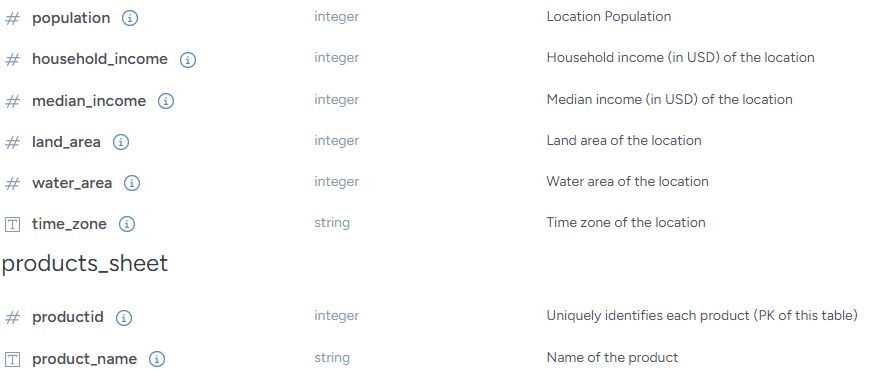 population integer Location Population
household_income integer Household income (in USD) of the location
median_income integer Median income (in USD) of the location
land_area integer Land area of the location
water_area integer Water area of the location
time_zone string Time zone of the location
products_sheet
productid integer Uniquely identifies each product (PK of this table)
product_name string Name of the product